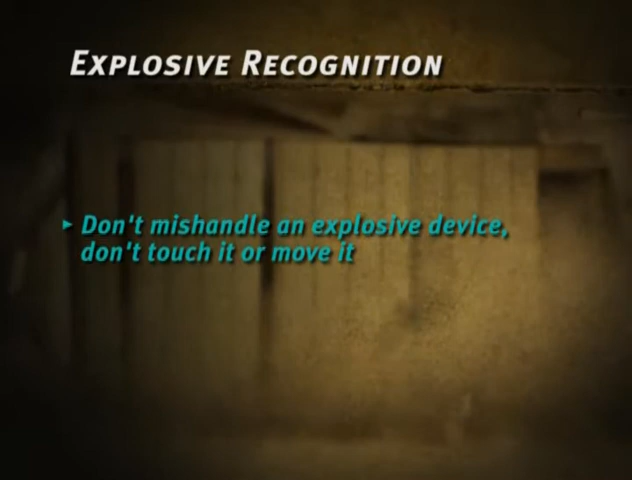 EXPLOSIVE RECOGNITION
Don't mishandle an explosive device,
don't touch it or move it